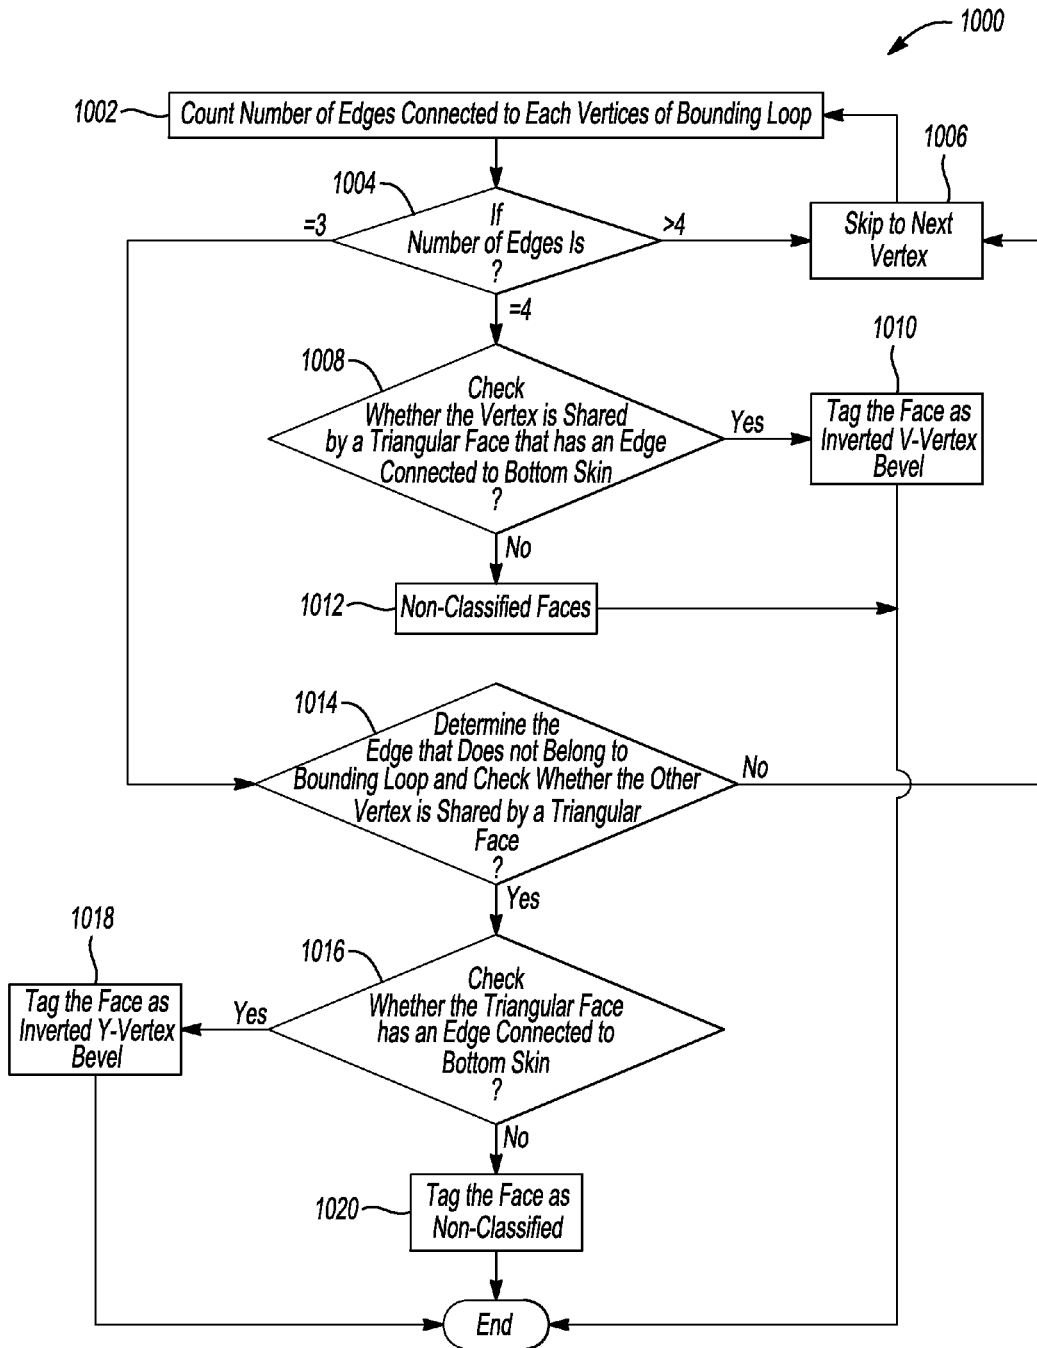 1000
1002
Count Number of Edges Connected to Each Vertices of Bounding Loop
1006
1004
=3
If
Number of Edges Is
?
>4
Skip to Next
Vertex
=4
1010
1008
Check
Whether the Vertex is Shared
by a Triangular Face that has an Edge
Connected to Bottom Skin
?
Yes
Tag the Face as
Inverted V-Vertex
Bevel
No
1012
Non-Classified Faces
1014
Determine the
Edge that Does not Belong to
Bounding Loop and Check Whether the Other
Vertex is Shared by a Triangular
Face
?
No
Yes
1018
1016
Check
Whether the Triangular Face
has an Edge Connected to
Bottom Skin
?
Yes
Tag the Face as
Inverted Y-Vertex
Bevel
No
1020
Tag the Face as
Non-Classified
End